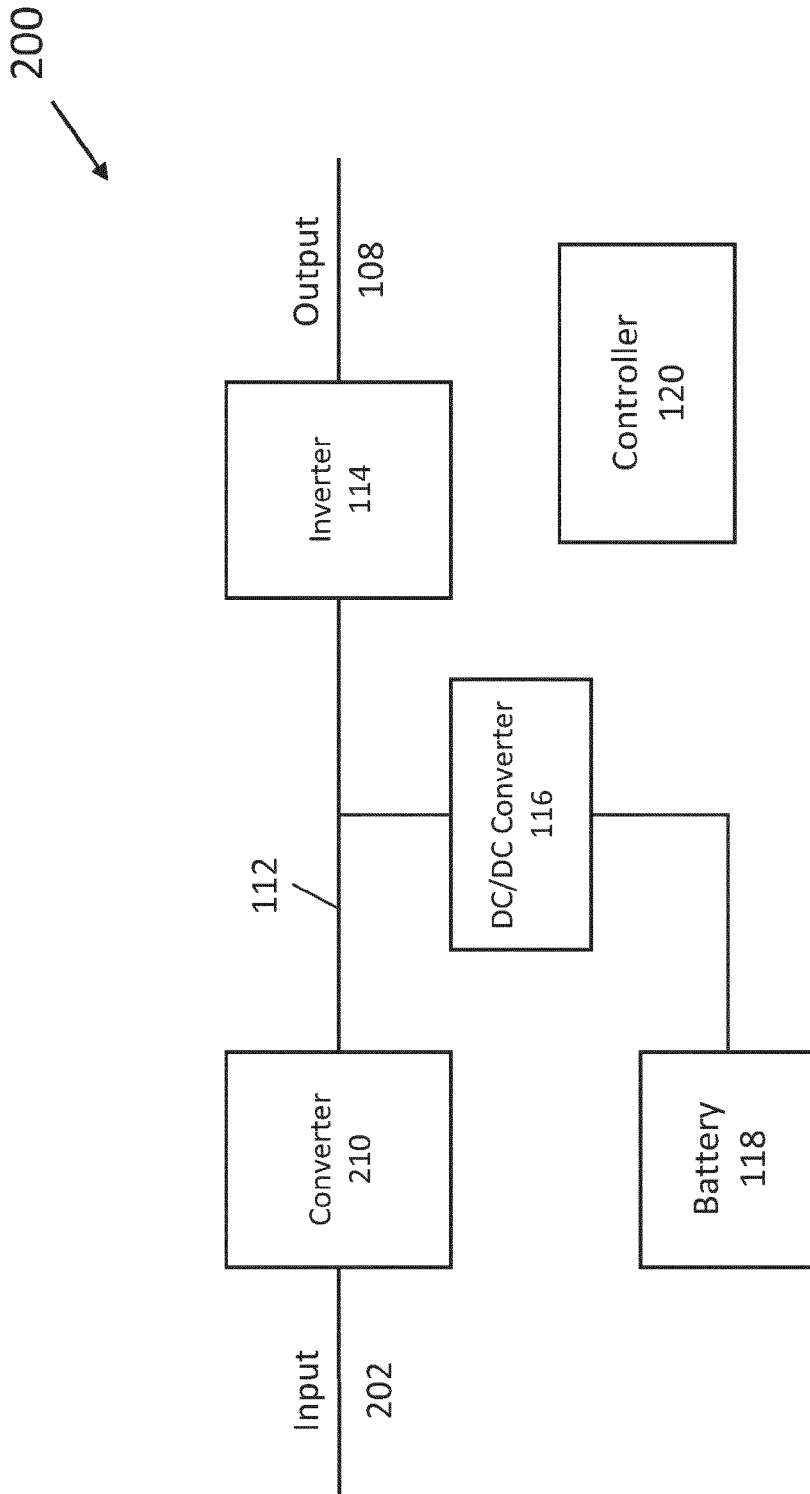 200
Input
202
Converter
210
112
Inverter
114
Output
108
DC/DC Converter
116
Battery
118
Controller
120